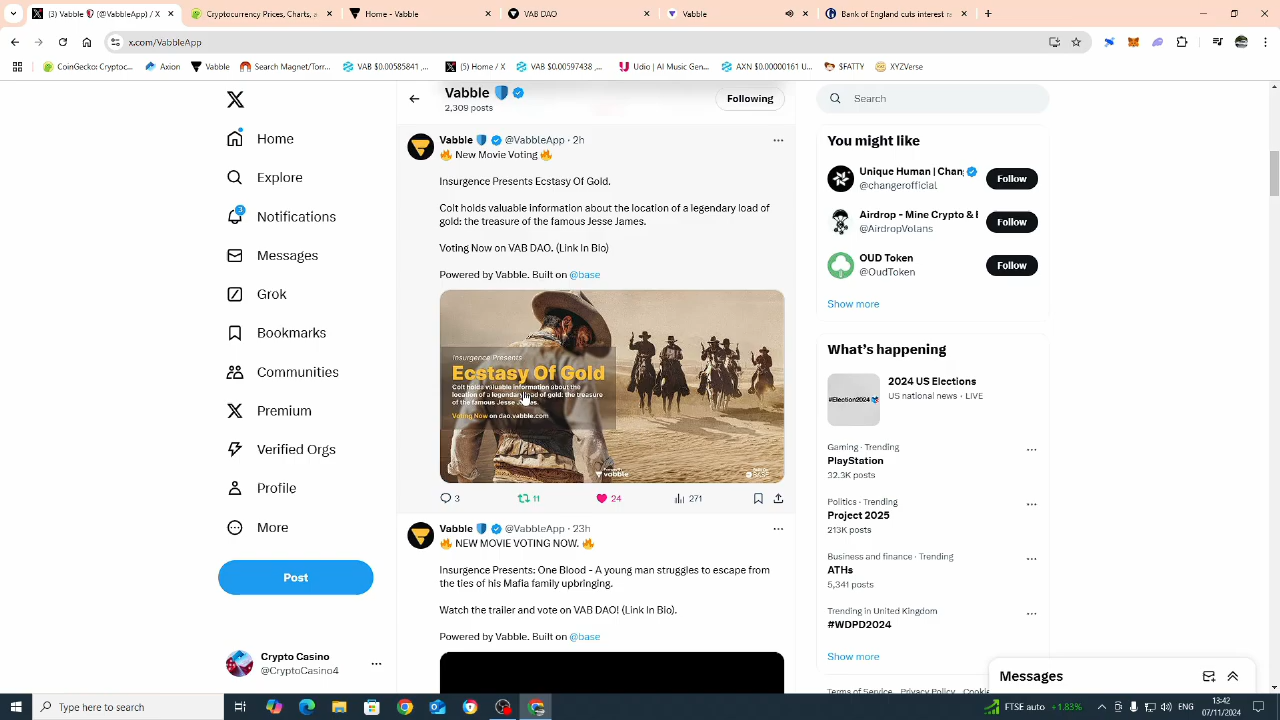 (3) Vabble (@VabbleApp) / X
Cryptocurrency Prices
Home - Vabble
VAB DAO
Vabble
Bank of England cuts interest r
x.com/VabbleApp
CoinGecko: Cryptoc...
Axion
Vabble
Search Magnet/Torr...
VAB $0.00585841 ,...
(3) Home / X
VAB $0.00597438 ,...
Udio | AI Music Gen...
AXN $0.00000161 U...
$FATTY
XYZVerse
Home
Explore
Notifications
3
Messages
Grok
Bookmarks
Communities
Premium
Verified Orgs
Profile
More
Post
Crypto Casino
@CryptoCasino4
Vabble
2,309 posts
Following
Vabble @VabbleApp · 2h
🔥 New Movie Voting 🔥
Insurgence Presents Ecstasy Of Gold.
Colt holds valuable information about the location of a legendary load of
gold: the treasure of the famous Jesse James.
Voting Now on VAB DAO. (Link In Bio)
Powered by Vabble. Built on @base
Insurgence Presents
Ecstasy Of Gold
Colt holds valuable information about the
location of a legendary load of gold: the treasure
of the famous Jesse James.
Voting Now on dao.vabble.com
vabble
BASE
3 11 24 271
Vabble @VabbleApp · 23h
🔥 NEW MOVIE VOTING NOW. 🔥
Insurgence Presents: One Blood - A young man struggles to escape from
the ties of his Mafia family upbringing.
Watch the trailer and vote on VAB DAO! (Link In Bio).
Powered by Vabble. Built on @base
Search
You might like
Unique Human | Chan
@changerofficial
Follow
Airdrop - Mine Crypto & E
@AirdropVotans
Follow
OUD Token
@OudToken
Follow
Show more
What's happening
#Election2024
2024 US Elections
US national news · LIVE
Gaming · Trending
PlayStation
32.3K posts
Politics · Trending
Project 2025
213K posts
Business and finance · Trending
ATHs
5,341 posts
Trending in United Kingdom
#WDPD2024
Show more
Terms of Service Privacy Policy Cookie
Messages
Type here to search
FTSE auto +1.83%
ENG
13:42
07/11/2024